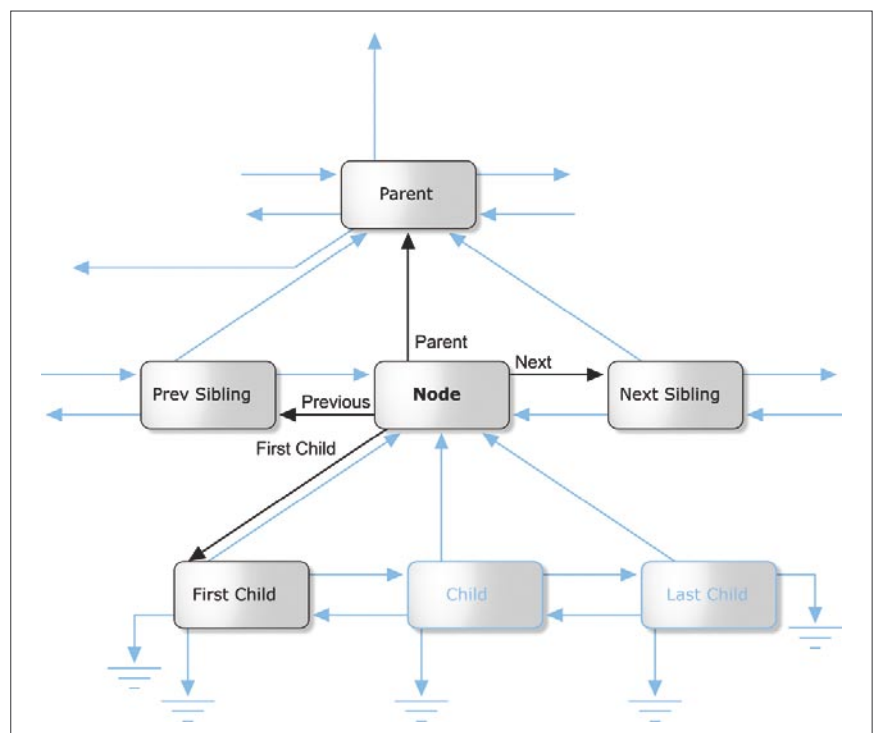 Parent
Parent
Next
Prev Sibling
Previous
Node
Next Sibling
First Child
First Child
Child
Last Child